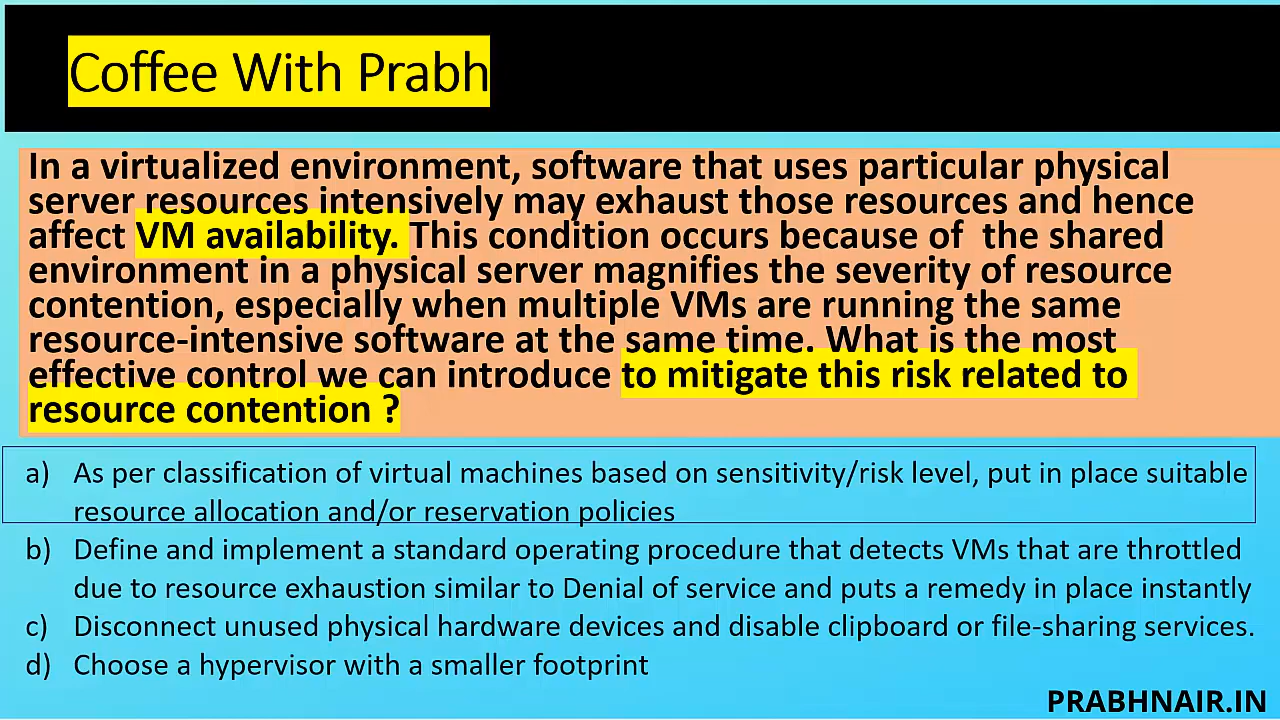 Coffee With Prabh
In a virtualized environment, software that uses particular physical
server resources intensively may exhaust those resources and hence
affect VM availability. This condition occurs because of  the shared
environment in a physical server magnifies the severity of resource
contention, especially when multiple VMs are running the same
resource-intensive software at the same time. What is the most
effective control we can introduce to mitigate this risk related to
resource contention ?
a) As per classification of virtual machines based on sensitivity/risk level, put in place suitable
resource allocation and/or reservation policies
b) Define and implement a standard operating procedure that detects VMs that are throttled
due to resource exhaustion similar to Denial of service and puts a remedy in place instantly
c) Disconnect unused physical hardware devices and disable clipboard or file-sharing services.
d) Choose a hypervisor with a smaller footprint
PRABHNAIR.IN